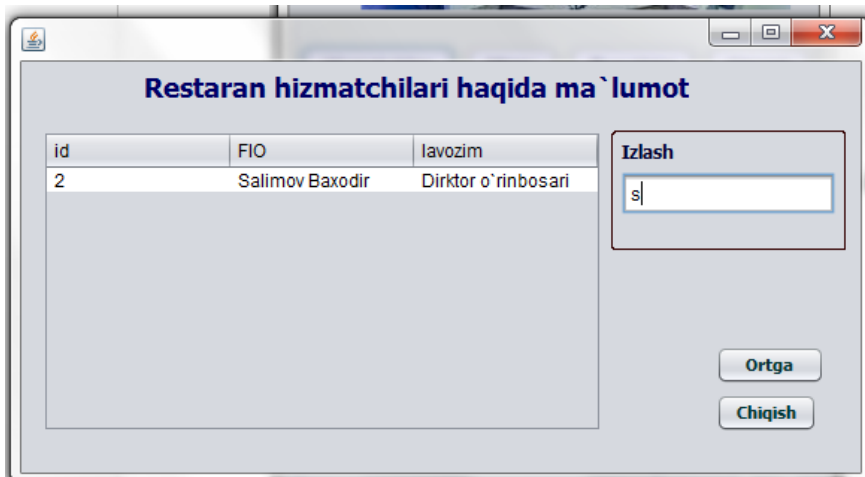 Restaran hizmatchilari haqida ma`lumot
id FIO lavozim
2 Salimov Baxodir Dirktor o`rinbosari
Izlash
s
Ortga
Chiqish